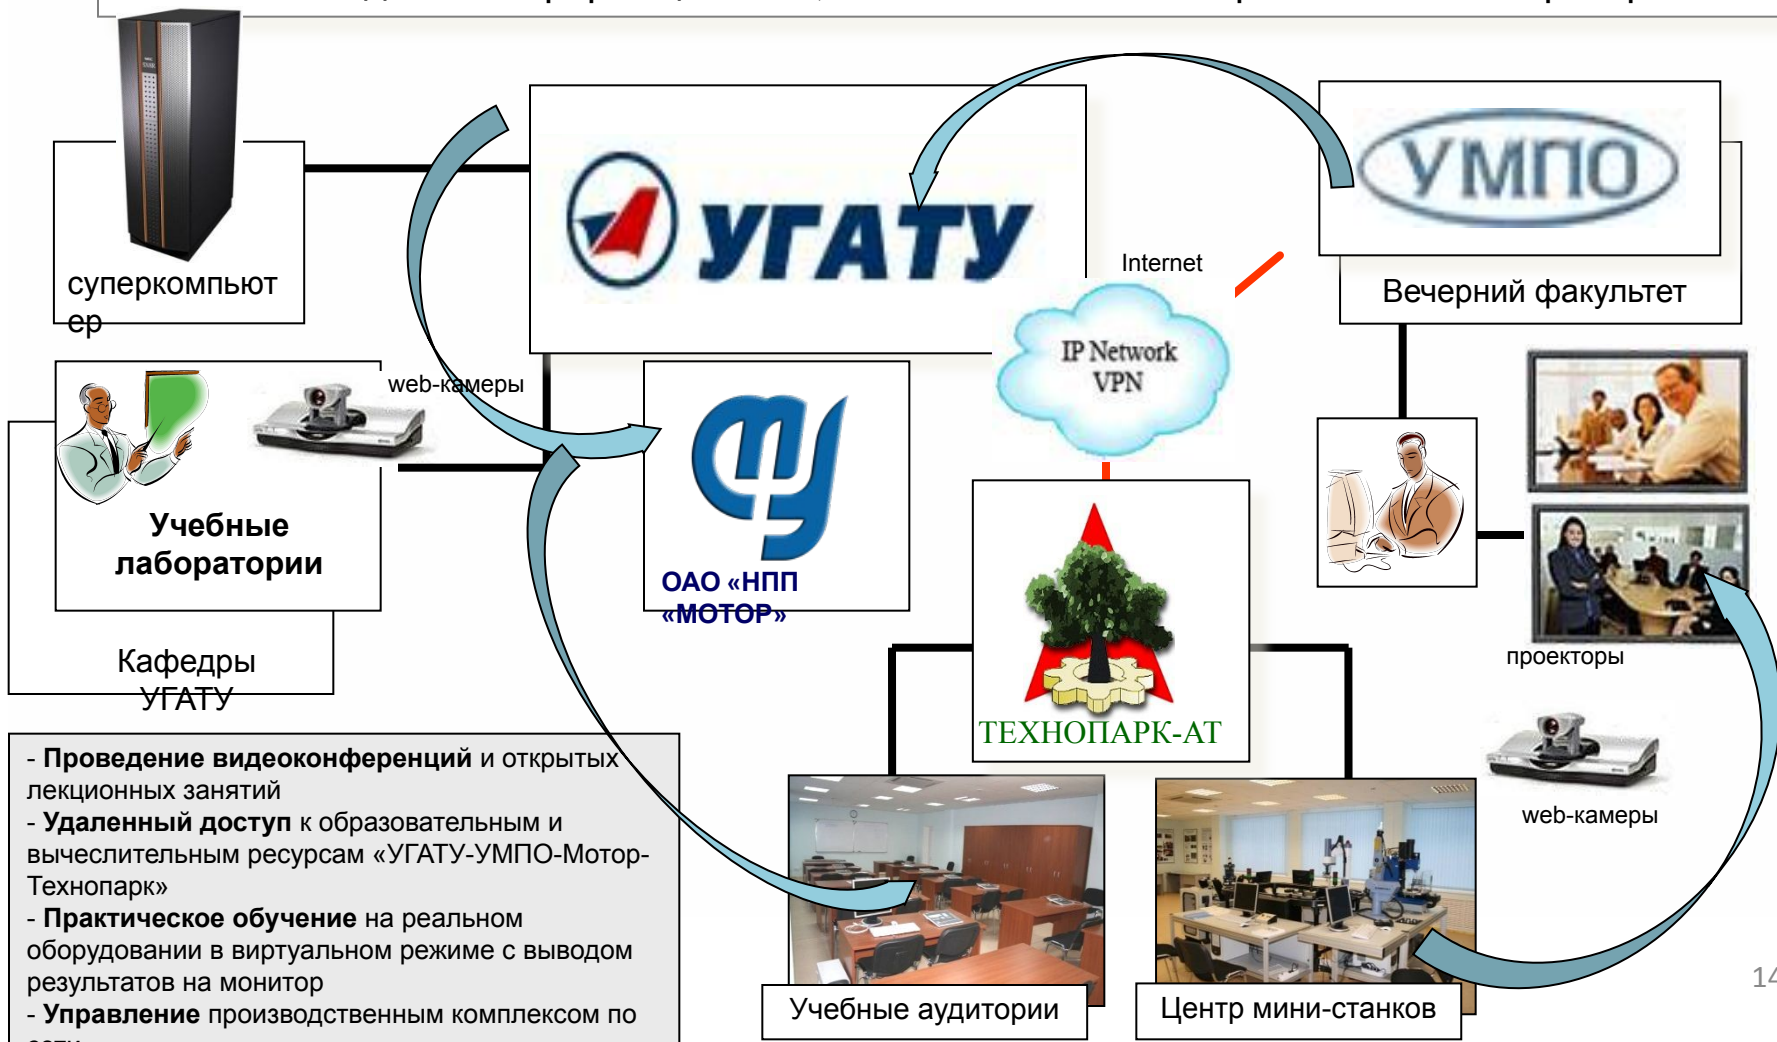 суперкомпьют
ер
УГАТУ
УМПО
Вечерний факультет
Internet
IP Network
VPN
web-камеры
Учебные
лаборатории
Кафедры
УГАТУ
ОАО «НПП
«МОТОР»
ТЕХНОПАРК-АТ
проекторы
web-камеры
- Проведение видеоконференций и открытых
лекционных занятий
- Удаленный доступ к образовательным и
вычеслительным ресурсам «УГАТУ-УМПО-Мотор-
Технопарк»
- Практическое обучение на реальном
оборудовании в виртуальном режиме с выводом
результатов на монитор
- Управление производственным комплексом по
Учебные аудитории
Центр мини-станков
14